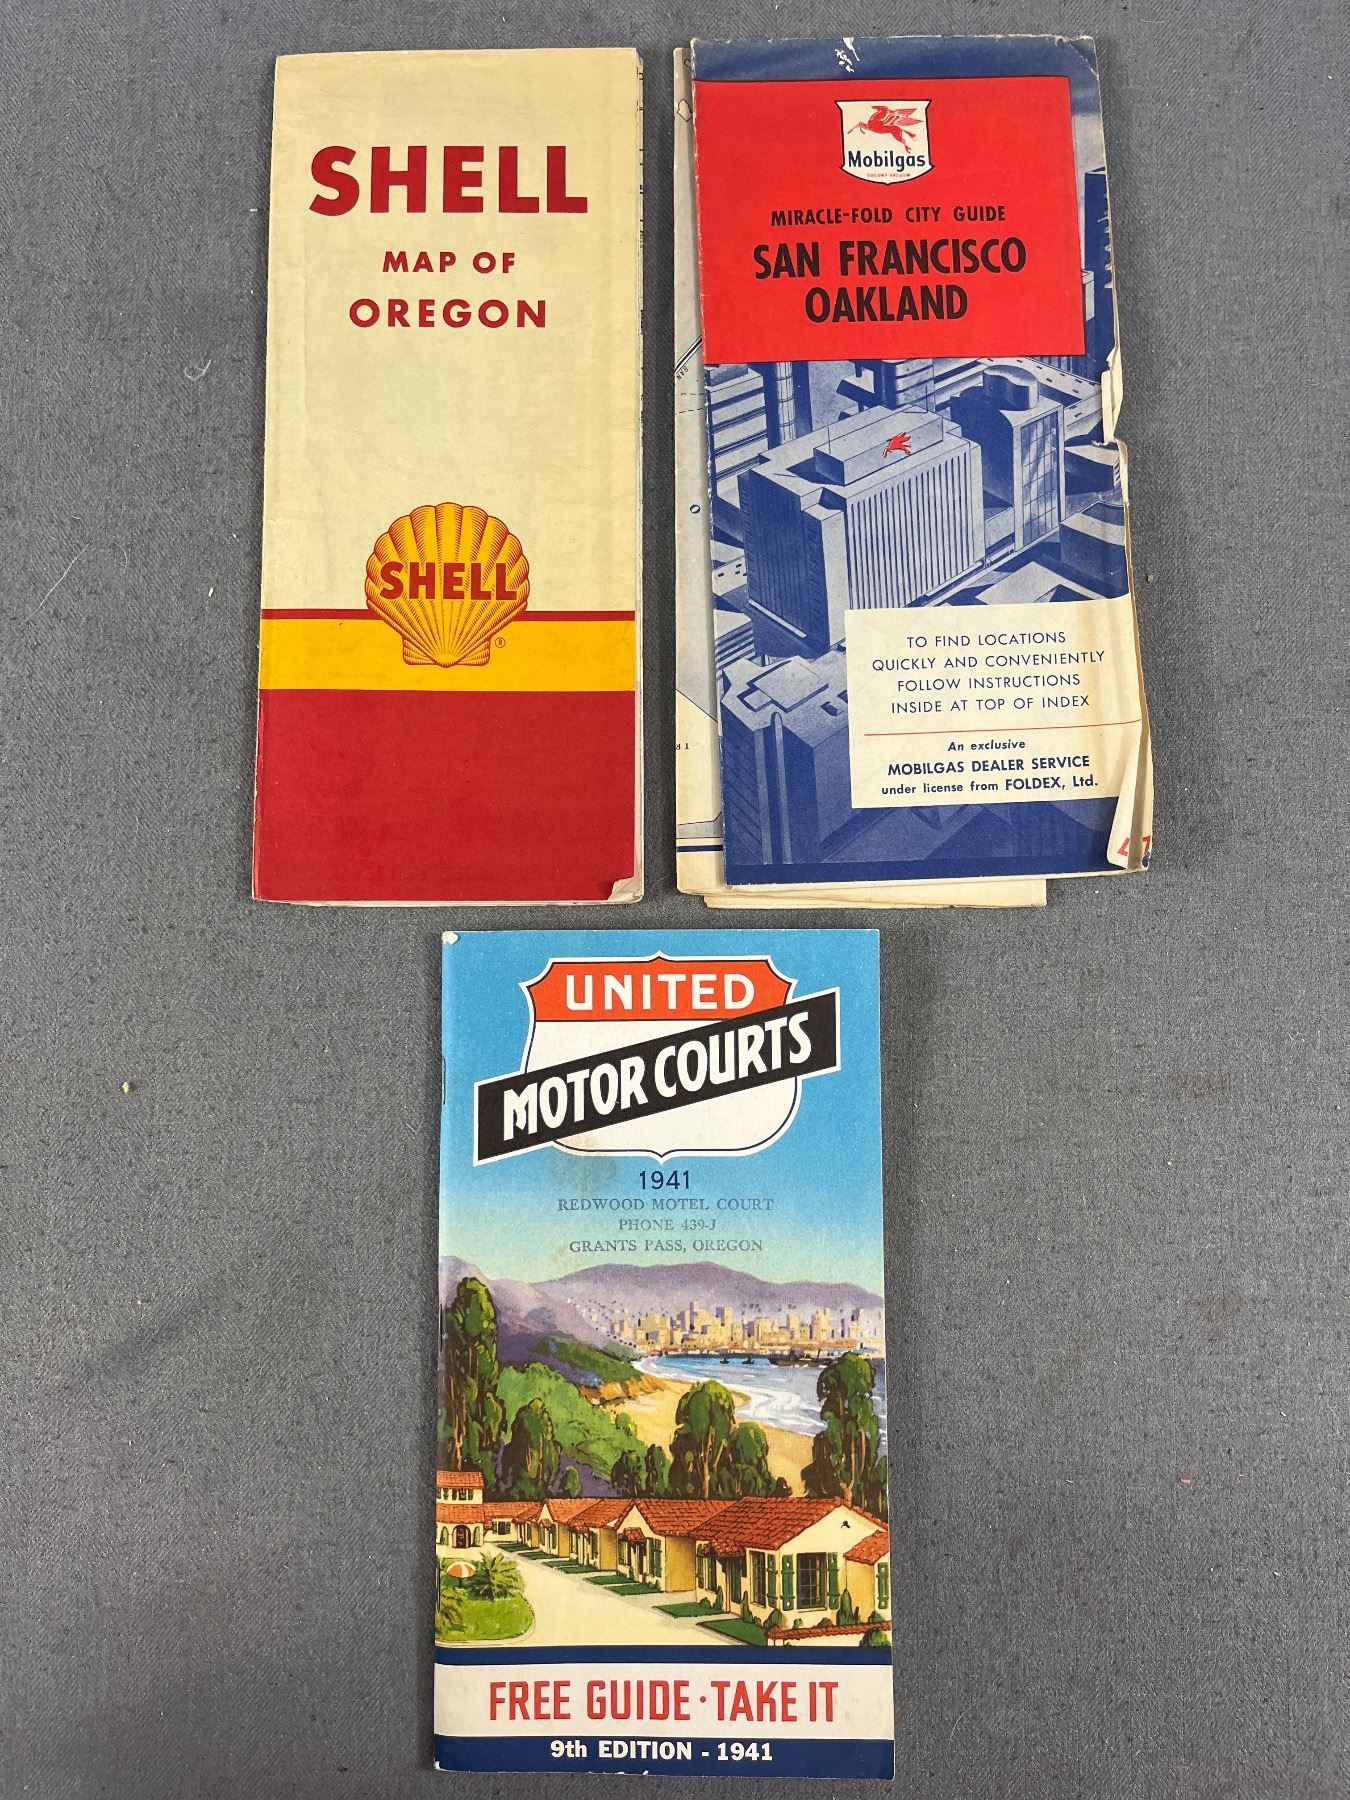 SHELL
MAP OF
OREGON
SHELL
®
Mobilgas
SOCONY VACUUM
MIRACLE-FOLD CITY GUIDE
SAN FRANCISCO
OAKLAND
TO FIND LOCATIONS
QUICKLY AND CONVENIENTLY
FOLLOW INSTRUCTIONS
INSIDE AT TOP OF INDEX
An exclusive
MOBILGAS DEALER SERVICE
under license from FOLDEX, Ltd.
UNITED
MOTOR COURTS
1941
REDWOOD MOTEL COURT
PHONE 439-J
GRANTS PASS, OREGON
FREE GUIDE · TAKE IT
9th EDITION - 1941